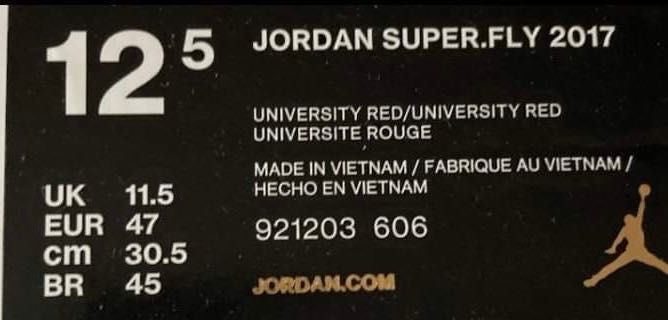 12 5
JORDAN SUPER.FLY 2017
UNIVERSITY RED/UNIVERSITY RED
UNIVERSITE ROUGE
MADE IN VIETNAM / FABRIQUE AU VIETNAM /
HECHO EN VIETNAM
921203 606
JORDAN.COM
UK 11.5
EUR 47
cm 30.5
BR 45